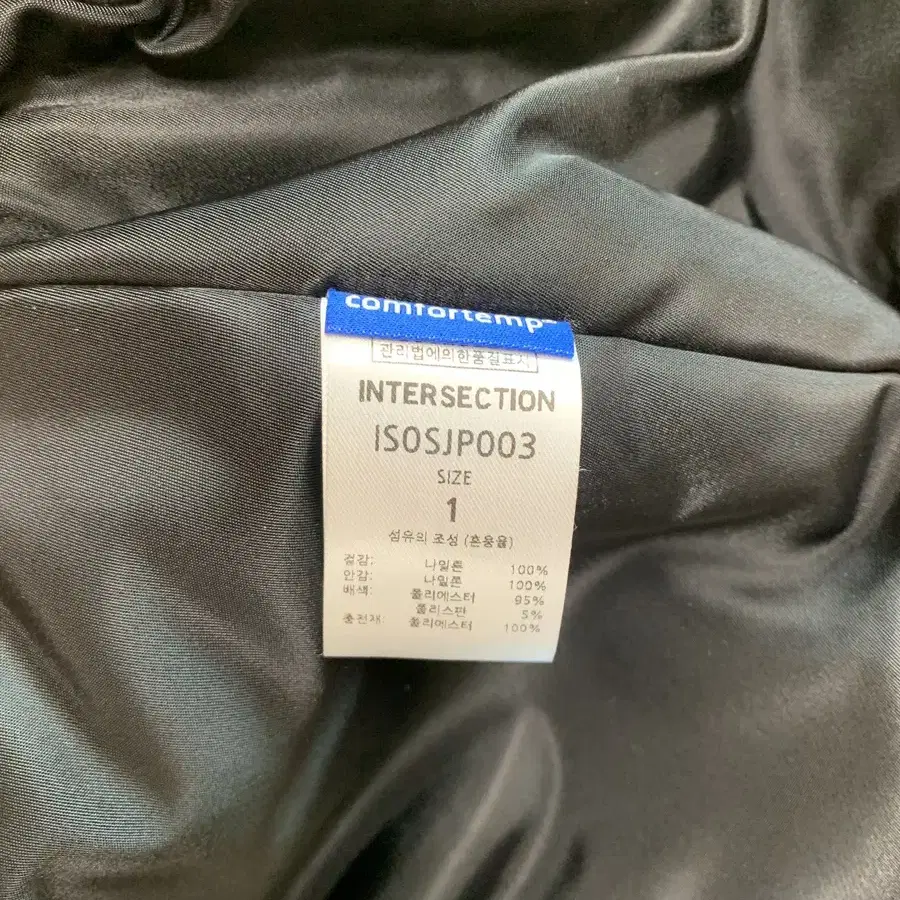 comfortemp
관리법에의한품질표시
INTERSECTION
ISOSJP003
SIZE
1
섬유의 조성 (혼용율)
겉감: 나일론 100%
안감: 나일론 100%
배색: 폴리에스터 95%
폴리스판 5%
충전재: 폴리에스터 100%